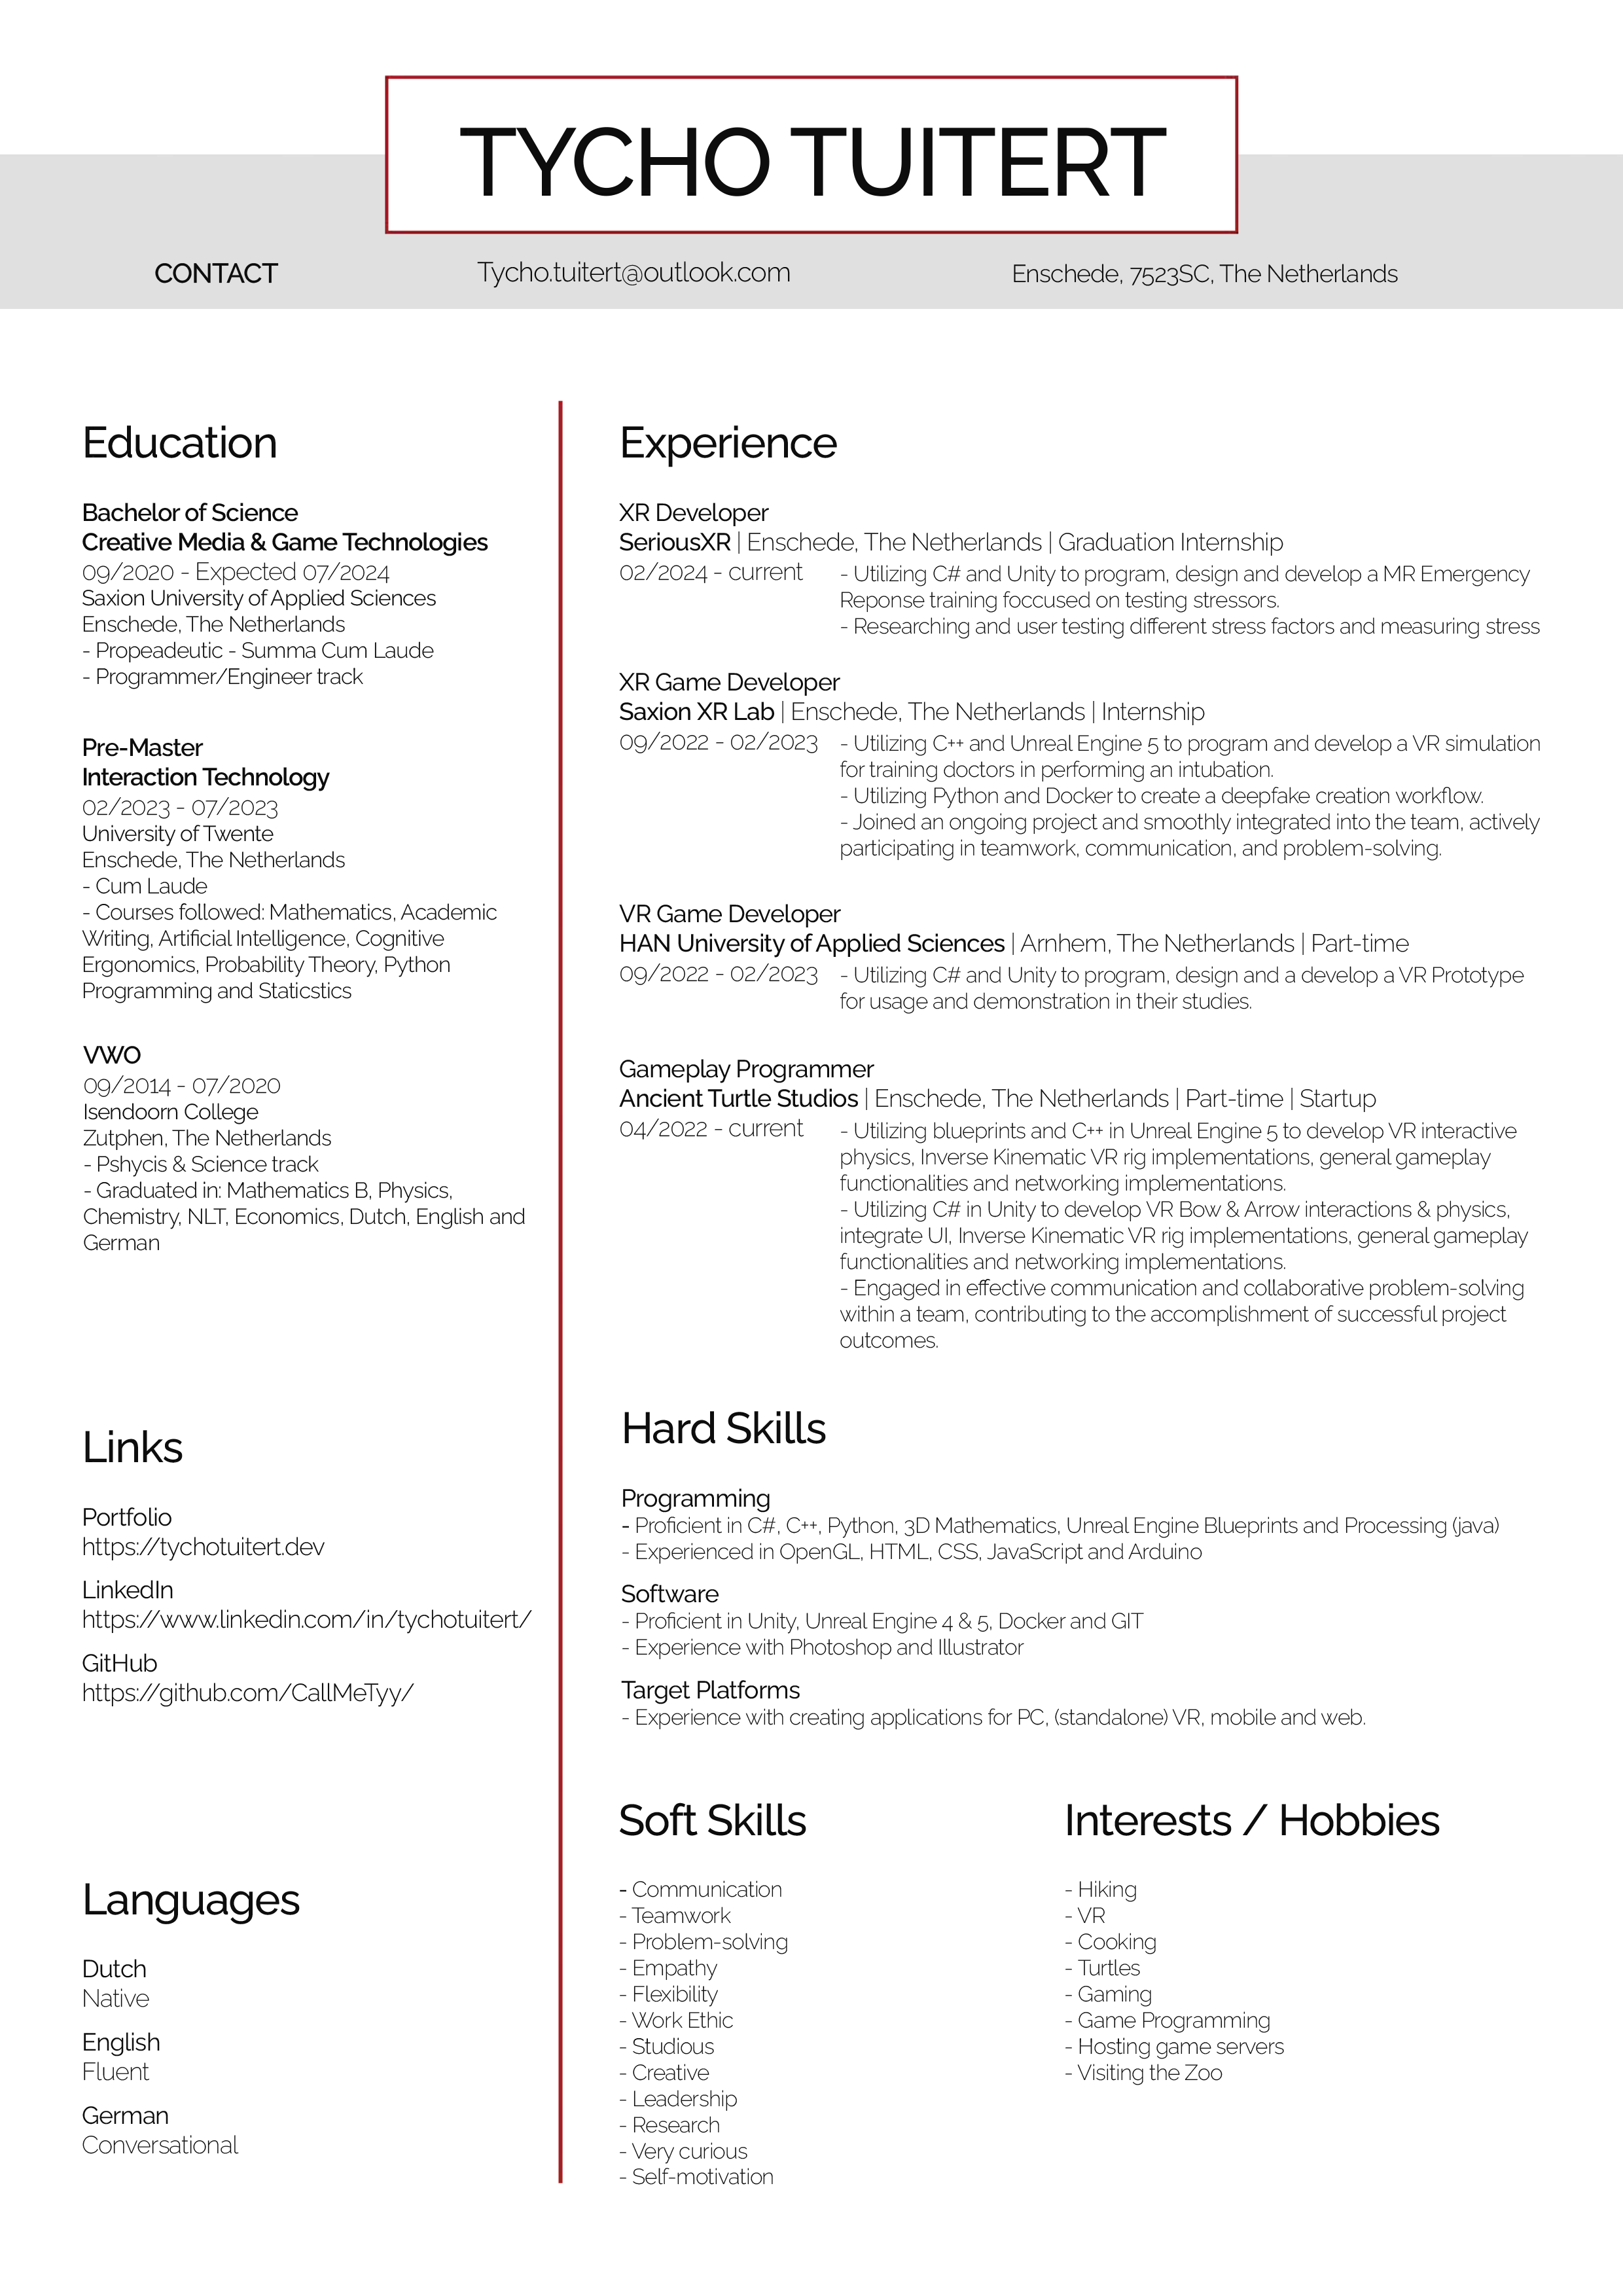 TYCHO TUITERT
CONTACT
Tycho.tuitert@outlook.com
Enschede, 7523SC, The Netherlands
Education
Bachelor of Science
Creative Media & Game Technologies
09/2020 - Expected 07/2024
Saxion University of Applied Sciences
Enschede, The Netherlands
- Propeadeutic - Summa Cum Laude
- Programmer/Engineer track
Pre-Master
Interaction Technology
02/2023 - 07/2023
University of Twente
Enschede, The Netherlands
- Cum Laude
- Courses followed: Mathematics, Academic
Writing, Artificial Intelligence, Cognitive
Ergonomics, Probability Theory, Python
Programming and Staticstics
VWO
09/2014 - 07/2020
Isendoorn College
Zutphen, The Netherlands
- Pshycis & Science track
- Graduated in: Mathematics B, Physics,
Chemistry, NLT, Economics, Dutch, English and
German
Links
Portfolio
https://tychotuitert.dev
LinkedIn
https://www.linkedin.com/in/tychotuitert/
GitHub
https://github.com/CallMeTyy/
Languages
Dutch
Native
English
Fluent
German
Conversational
Experience
XR Developer
SeriousXR | Enschede, The Netherlands | Graduation Internship
02/2024 - current
- Utilizing C# and Unity to program, design and develop a MR Emergency
Reponse training foccused on testing stressors.
- Researching and user testing different stress factors and measuring stress
XR Game Developer
Saxion XR Lab | Enschede, The Netherlands | Internship
09/2022 - 02/2023
- Utilizing C++ and Unreal Engine 5 to program and develop a VR simulation
for training doctors in performing an intubation.
- Utilizing Python and Docker to create a deepfake creation workflow.
- Joined an ongoing project and smoothly integrated into the team, actively
participating in teamwork, communication, and problem-solving.
VR Game Developer
HAN University of Applied Sciences | Arnhem, The Netherlands | Part-time
09/2022 - 02/2023
- Utilizing C# and Unity to program, design and a develop a VR Prototype
for usage and demonstration in their studies.
Gameplay Programmer
Ancient Turtle Studios | Enschede, The Netherlands | Part-time | Startup
04/2022 - current
- Utilizing blueprints and C++ in Unreal Engine 5 to develop VR interactive
physics, Inverse Kinematic VR rig implementations, general gameplay
functionalities and networking implementations.
- Utilizing C# in Unity to develop VR Bow & Arrow interactions & physics,
integrate UI, Inverse Kinematic VR rig implementations, general gameplay
functionalities and networking implementations.
- Engaged in effective communication and collaborative problem-solving
within a team, contributing to the accomplishment of successful project
outcomes.
Hard Skills
Programming
- Proficient in C#, C++, Python, 3D Mathematics, Unreal Engine Blueprints and Processing (java)
- Experienced in OpenGL, HTML, CSS, JavaScript and Arduino
Software
- Proficient in Unity, Unreal Engine 4 & 5, Docker and GIT
- Experience with Photoshop and Illustrator
Target Platforms
- Experience with creating applications for PC, (standalone) VR, mobile and web.
Soft Skills
- Communication
- Teamwork
- Problem-solving
- Empathy
- Flexibility
- Work Ethic
- Studious
- Creative
- Leadership
- Research
- Very curious
- Self-motivation
Interests / Hobbies
- Hiking
- VR
- Cooking
- Turtles
- Gaming
- Game Programming
- Hosting game servers
- Visiting the Zoo